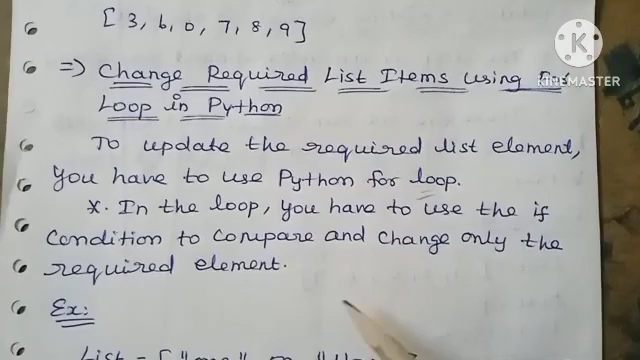 [3, 6, 0, 7, 8, 9]
KINEMASTER
=> Change Required List Items using
Loop in Python
To update the required list element,
You have to use Python for loop.
*. In the loop, you have to use the if
Condition to compare and change only the
required element.
Ex:
List = [